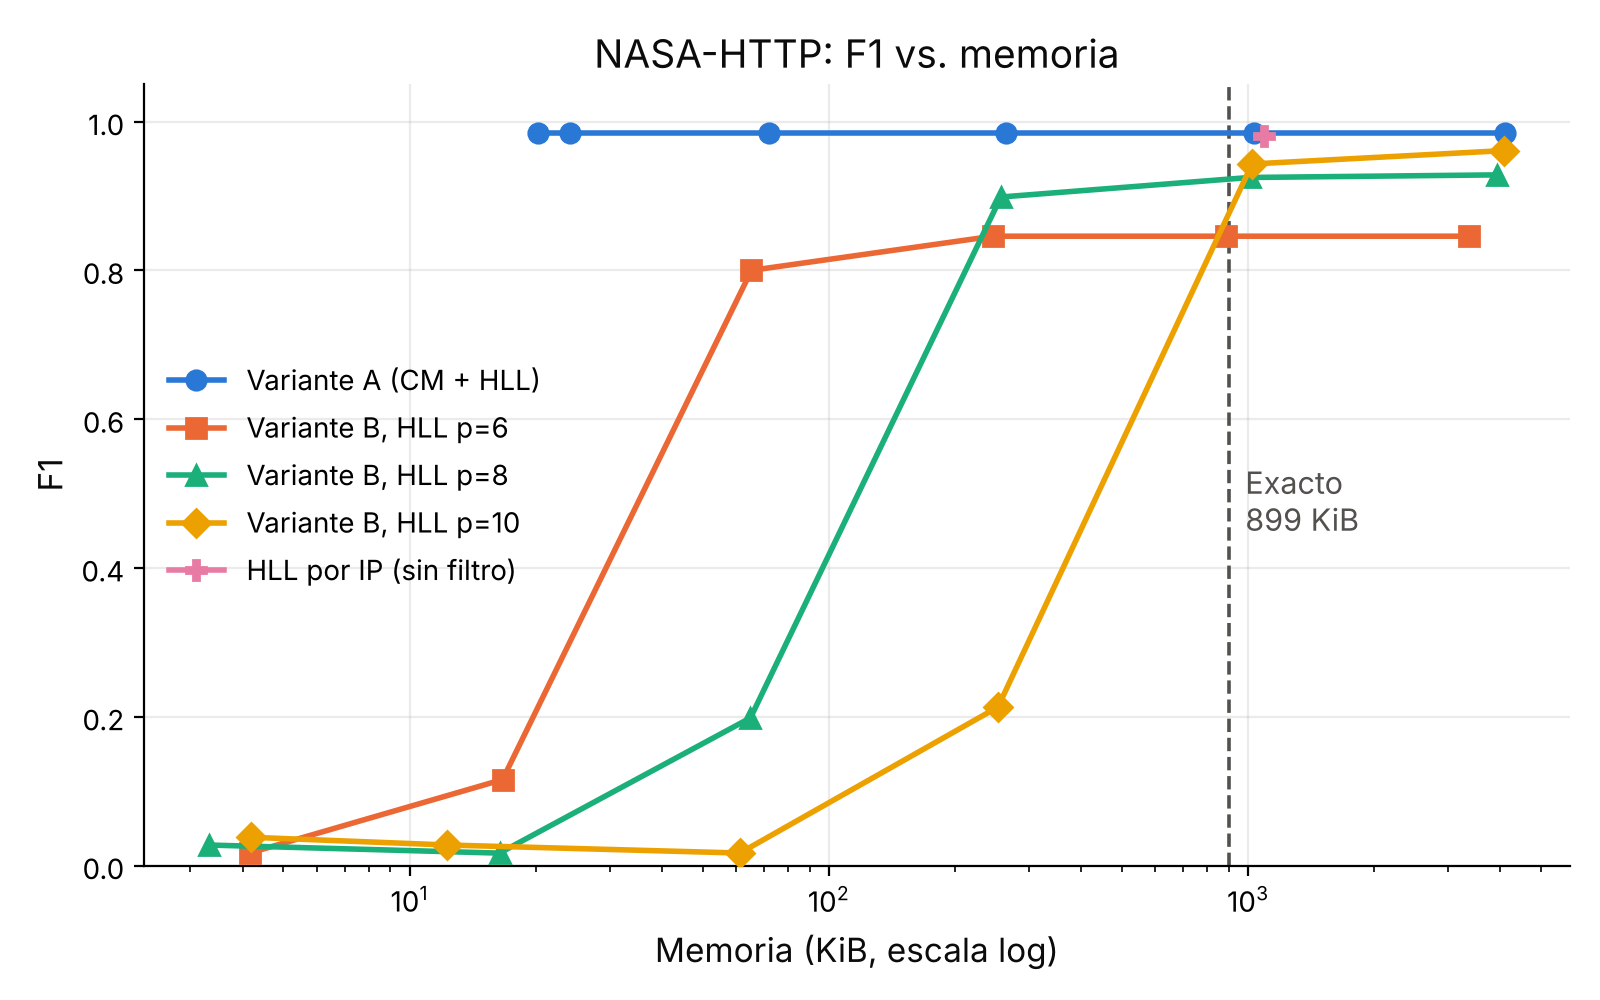 NASA-HTTP: F1 vs. memoria
1.0
0.8
0.6
0.4
0.2
0.0
F1
Variante A (CM + HLL)
Variante B, HLL p=6
Variante B, HLL p=8
Variante B, HLL p=10
HLL por IP (sin filtro)
Exacto
899 KiB
10¹
10²
10³
Memoria (KiB, escala log)